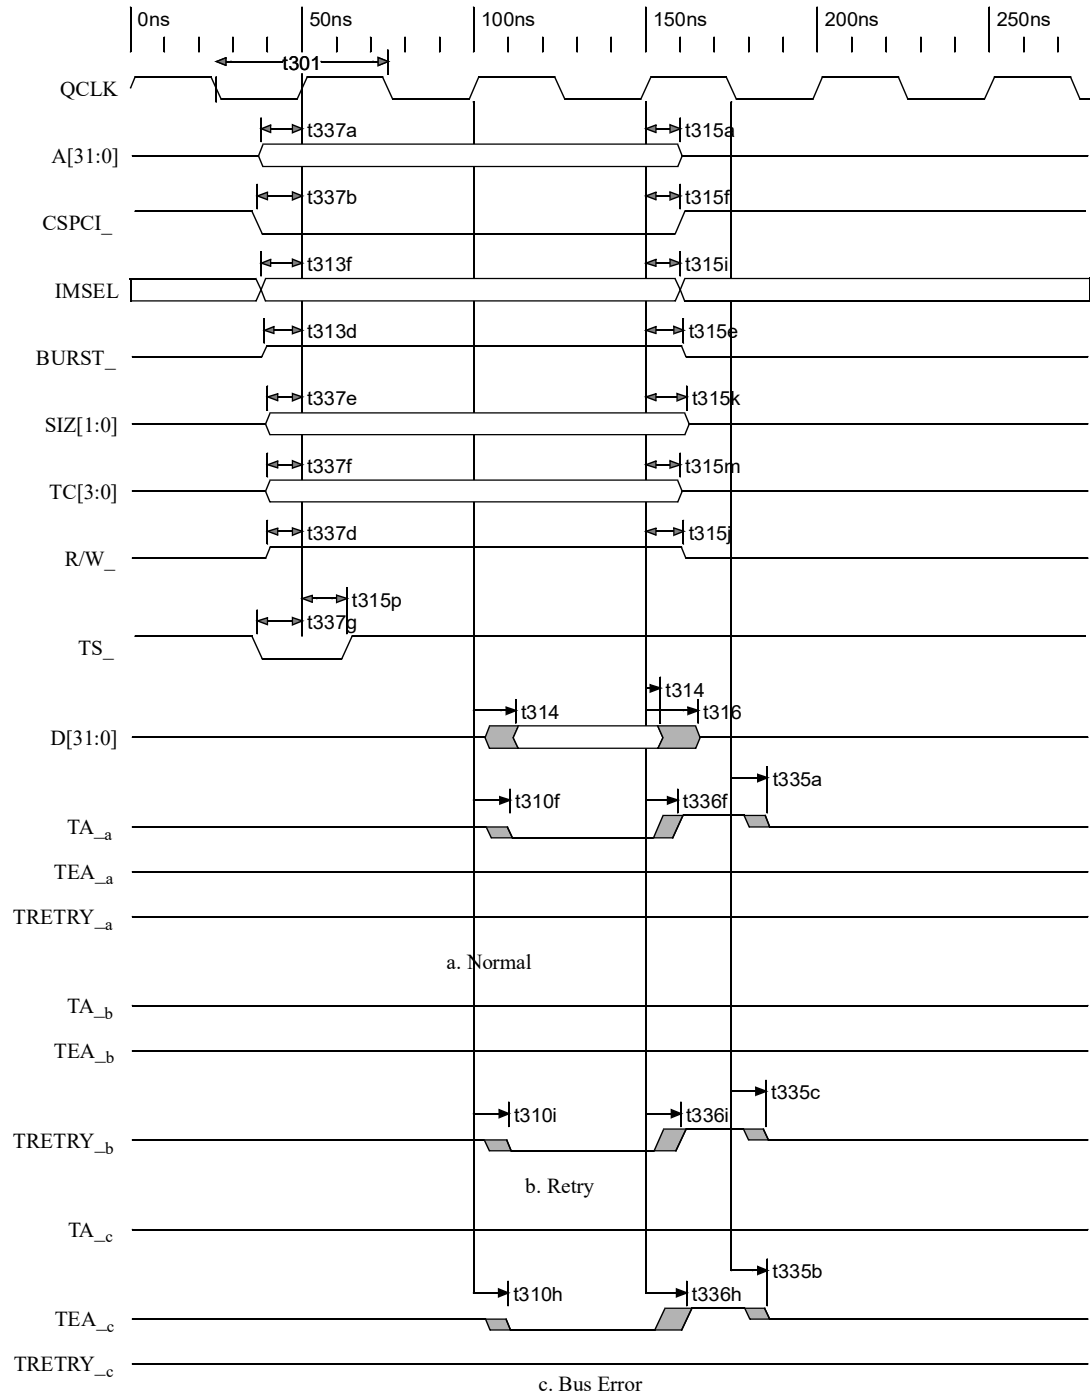 0ns 50ns 100ns 150ns 200ns 250ns
t301
QCLK
t337a t315a
A[31:0]
t337b t315f
CSPCI_
t313f t315i
IMSEL
t313d t315e
BURST_
t337e t315k
SIZ[1:0]
t337f t315m
TC[3:0]
t337d t315j
R/W_
t315p
t337g
TS_
t314
t314 t316
D[31:0]
t335a
t310f t336f
TA_a
TEA_a
TRETRY_a
a. Normal
TA_b
TEA_b
t335c
t310i t336i
TRETRY_b
b. Retry
TA_c
t335b
t310h t336h
TEA_c
TRETRY_c
c. Bus Error